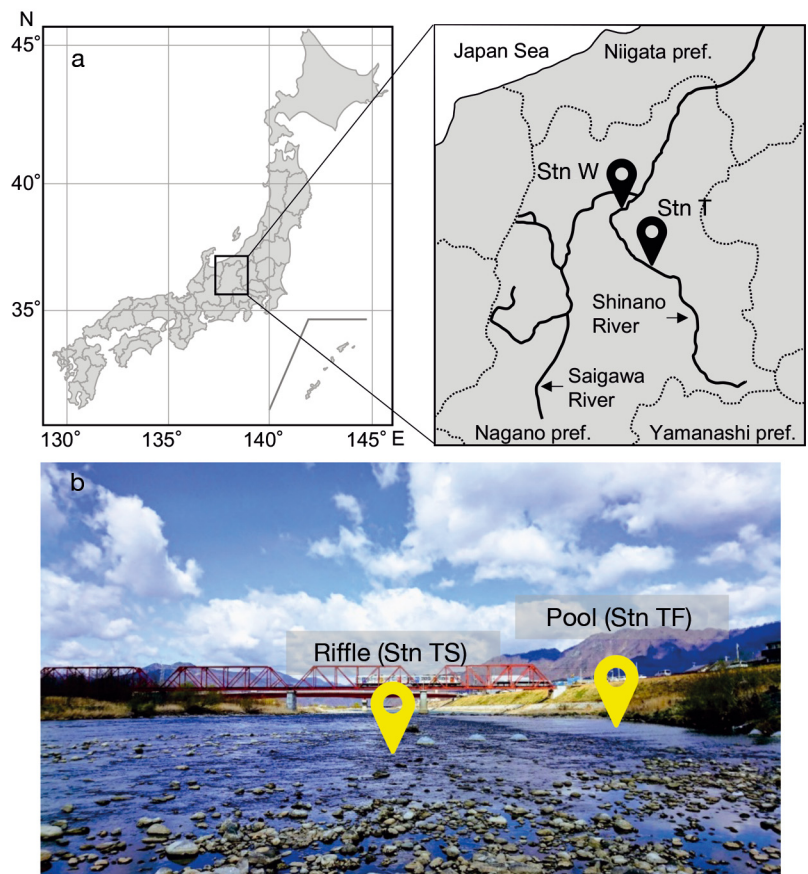 N
45°
a
40°
35°
130°
135°
140°
145° E
Japan Sea
Niigata pref.
Stn W
Stn T
Shinano
River
Saigawa
River
Nagano pref.
Yamanashi pref.
b
Pool (Stn TF)
Riffle (Stn TS)